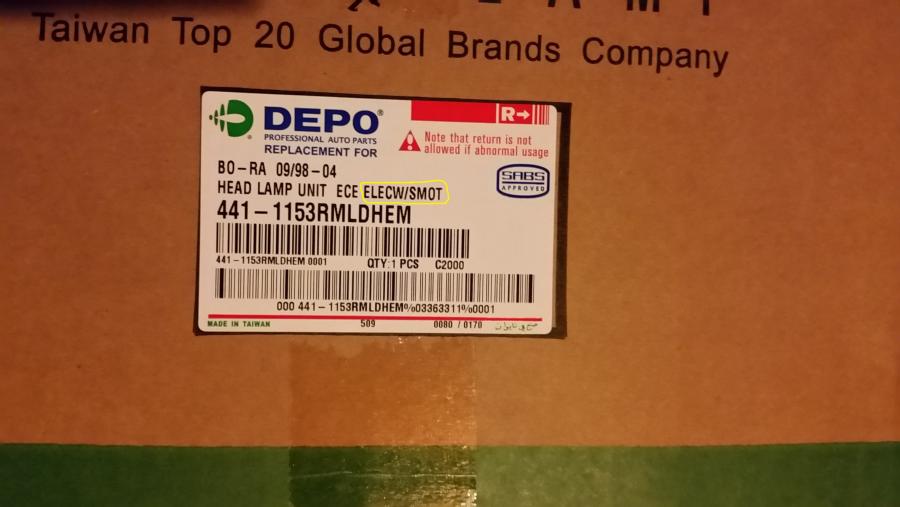 Taiwan Top 20 Global Brands Company
DEPO®
PROFESSIONAL AUTO PARTS
REPLACEMENT FOR
R→
Note that return is not
allowed if abnormal usage
BO-RA 09/98-04
HEAD LAMP UNIT ECE ELECW/SMOT
441-1153RMLDHEM
SABS
APPROVED
441-1153RMLDHEM 0001 QTY:1 PCS C2000
000 441-1153RMLDHEM%03363311%0001
MADE IN TAIWAN 509 0080 / 0170